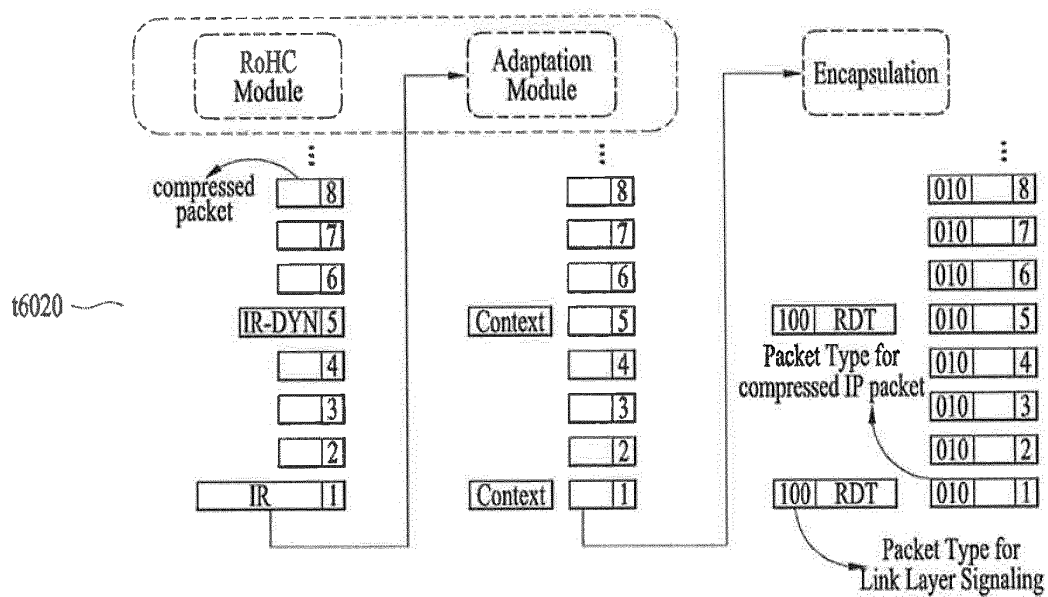 RoHC
Module
Adaptation
Module
Encapsulation
...
...
...
compressed
packet
8
8
010 8
7
7
010 7
6
6
010 6
t6020
IR-DYN 5
Context 5
100 RDT
010 5
Packet Type for
compressed IP packet
4
4
010 4
3
3
010 3
2
2
010 2
IR 1
Context 1
100 RDT
010 1
Packet Type for
Link Layer Signaling